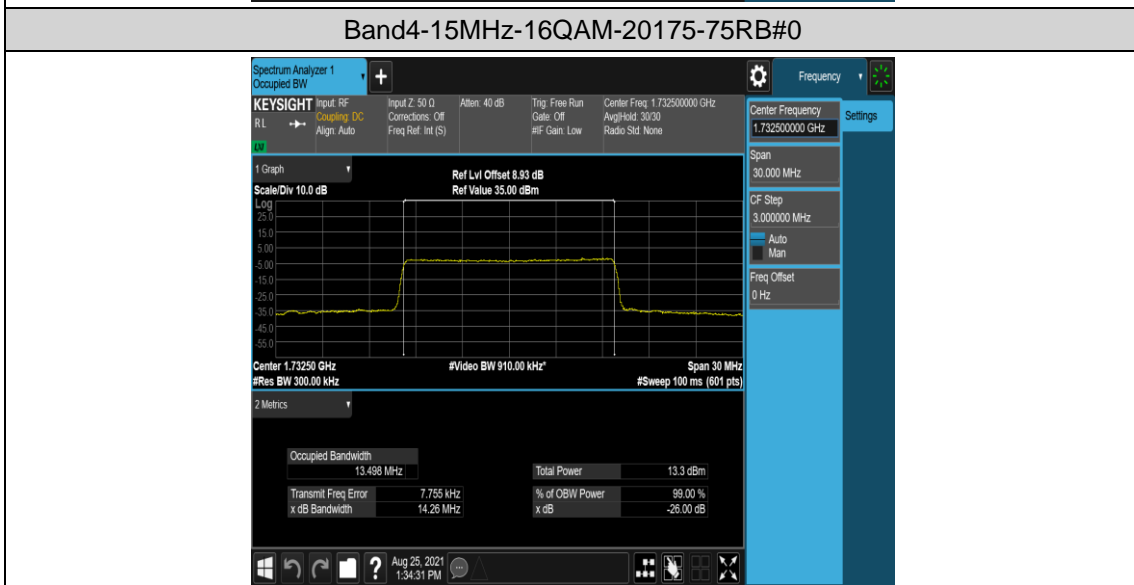 Band4-15MHz-16QAM-20175-75RB#0
Spectrum Analyzer 1
Occupied BW
+
Frequency
KEYSIGHT
Input: RF
Input Z: 50 Ω
Atten: 40 dB
Trig: Free Run
Center Freq: 1.732500000 GHz
RL
Coupling: DC
Corrections: Off
Gate: Off
Avg|Hold: 30/30
Align: Auto
Freq Ref: Int (S)
#IF Gain: Low
Radio Std: None
Center Frequency
1.732500000 GHz
Settings
Span
30.000 MHz
CF Step
3.000000 MHz
Auto
Man
Freq Offset
0 Hz
1 Graph
Ref Lvl Offset 8.93 dB
Scale/Div 10.0 dB
Ref Value 35.00 dBm
Log
25.0
15.0
5.00
-5.00
-15.0
-25.0
-35.0
-45.0
-55.0
Center 1.73250 GHz
#Video BW 910.00 kHz*
Span 30 MHz
#Res BW 300.00 kHz
#Sweep 100 ms (601 pts)
2 Metrics
Occupied Bandwidth
13.498 MHz
Total Power 13.3 dBm
Transmit Freq Error 7.755 kHz
% of OBW Power 99.00 %
x dB Bandwidth 14.26 MHz
x dB -26.00 dB
?
Aug 25, 2021
1:34:31 PM